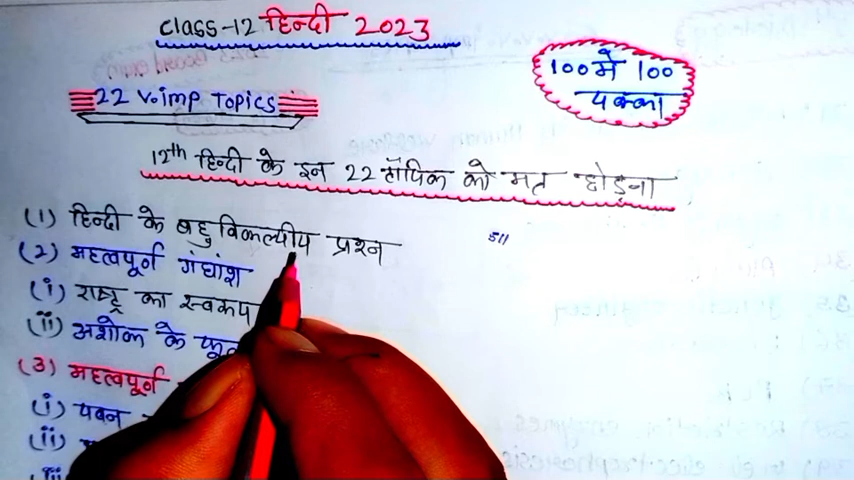 class-12 हिन्दी 2023
100 में 100
पक्का
22 V.imp Topics
12th हिन्दी के इन 22 टॉपिक को मत छोड़ना
(1) हिन्दी के बहु विकल्पीय प्रश्न
(2) महत्वपूर्ण गंद्यांश
(i) राष्ट्र का स्वरूप
(ii) अशोक के फूल
(3) महत्वपूर्ण
(i) पवन
(ii)